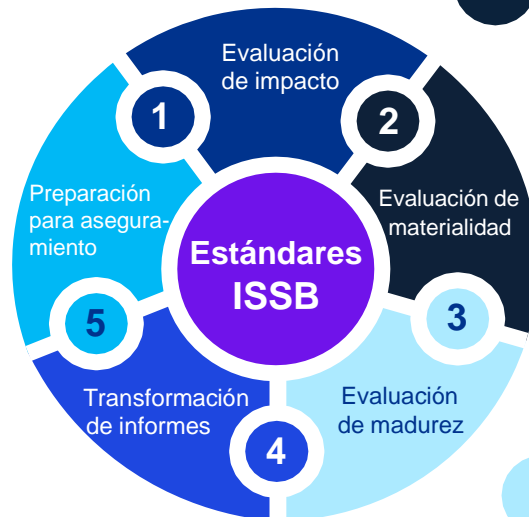 1
Evaluación
de impacto
2
Evaluación de
materialidad
3
Evaluación
de madurez
4
Transformación
de informes
5
Preparación
para asegura-
miento
Estándares
ISSB